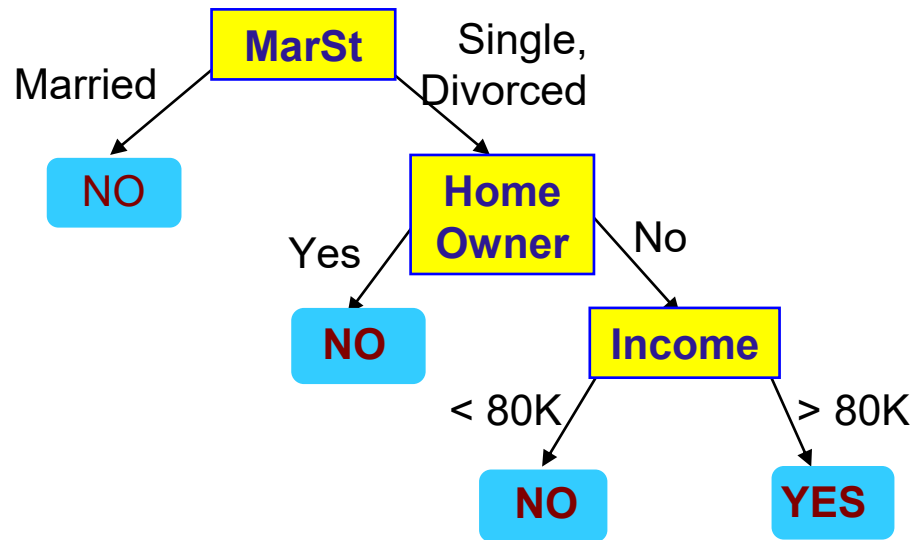 MarSt
Single,
Married
Divorced
NO
Home
Owner
Yes
No
NO
Income
< 80K
> 80K
NO
YES